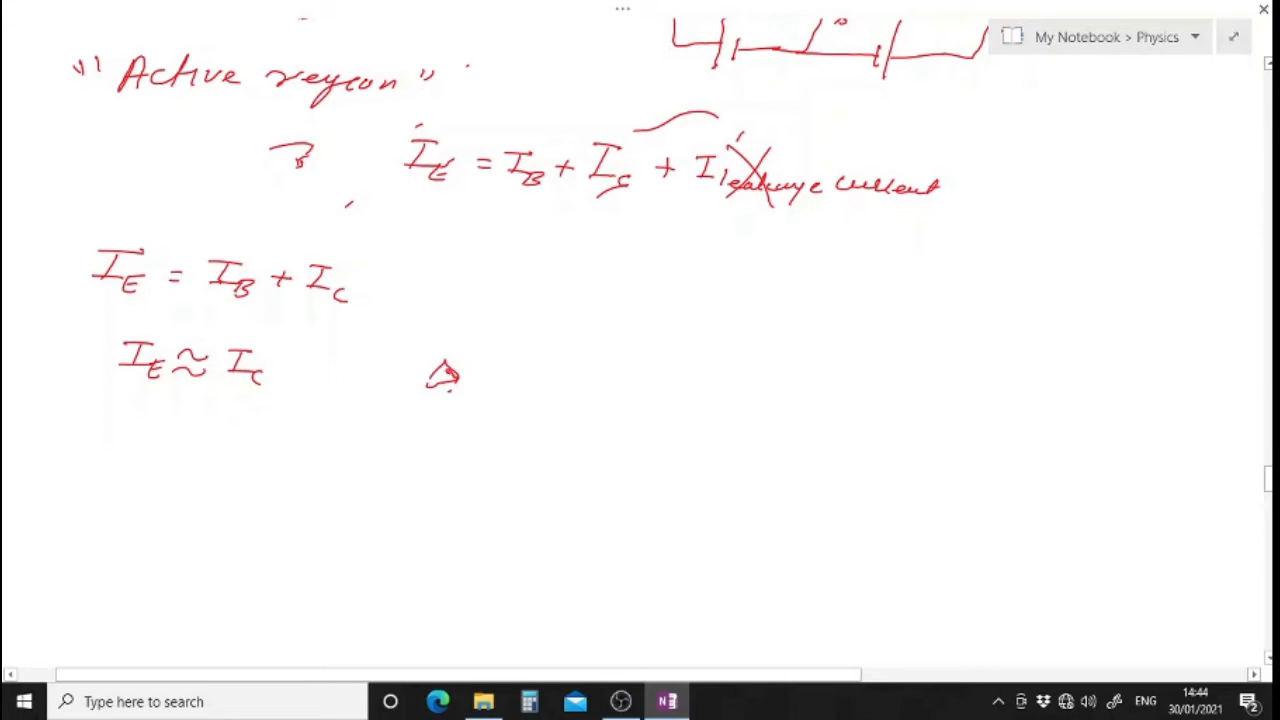 My Notebook > Physics
"Active region"
I_E = I_B + I_C + I leakage current
I_E = I_B + I_C
I_E ≈ I_C
Type here to search
ENG
14:44
30/01/2021
2